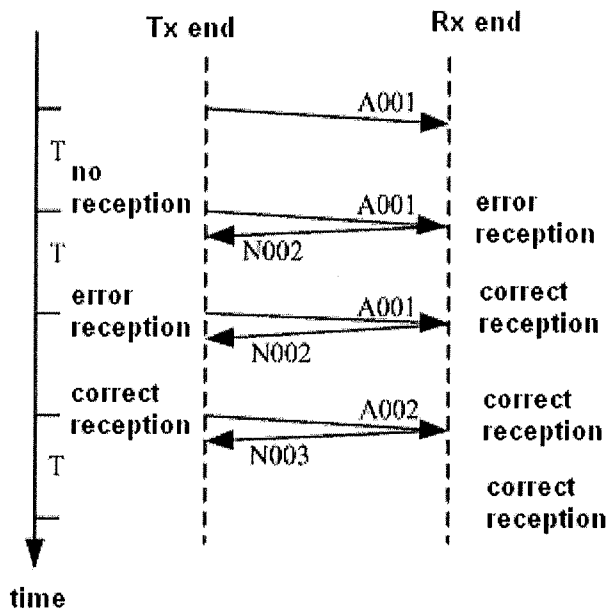 Tx end
Rx end
A001
T
no
reception
A001
error
reception
N002
T
error
reception
A001
correct
reception
N002
correct
reception
A002
correct
reception
N003
T
correct
reception
time